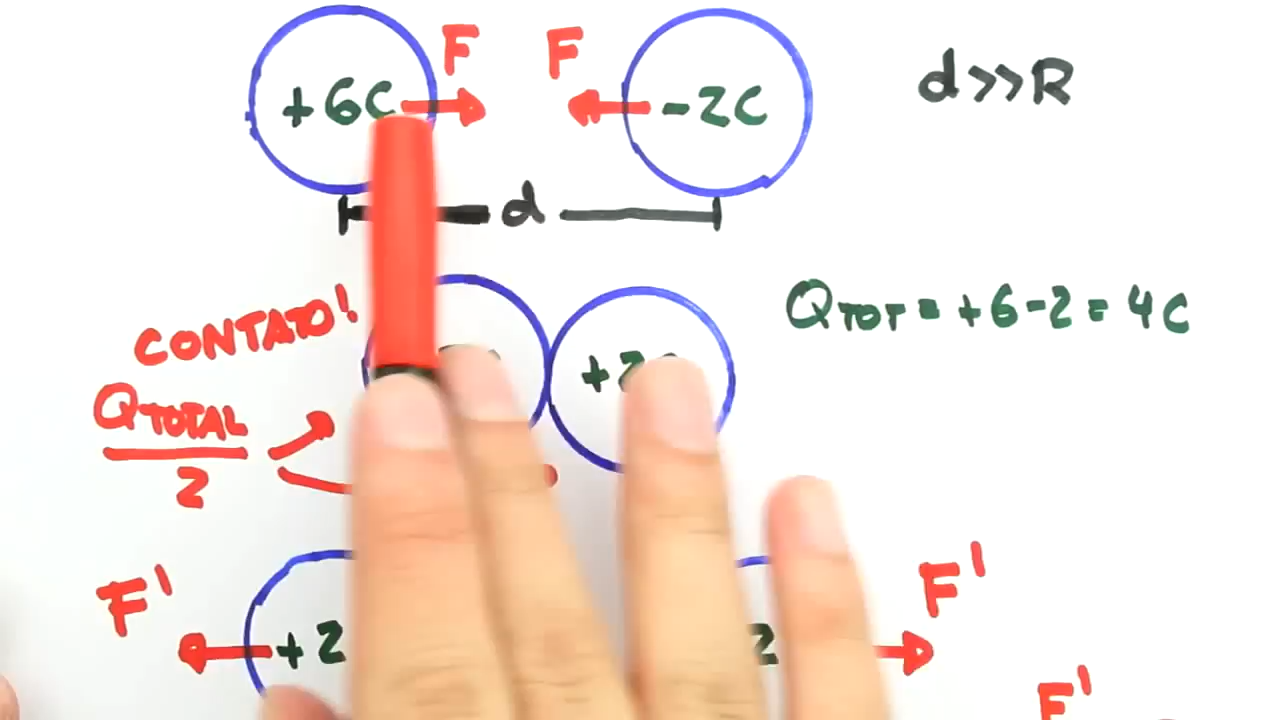 F F
+6C -2C d>>R
d
CONTATO! QTOT = +6-2 = 4C
QTOTAL
2
F' F'
+2 2
F'